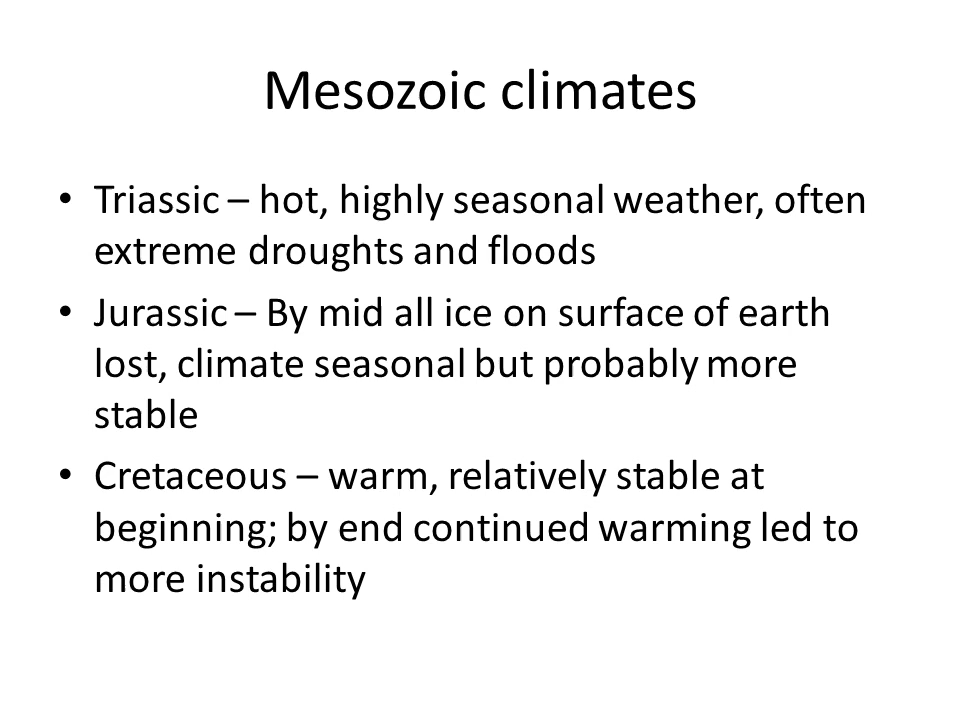 Mesozoic climates
• Triassic – hot, highly seasonal weather, often
extreme droughts and floods
• Jurassic – By mid all ice on surface of earth
lost, climate seasonal but probably more
stable
• Cretaceous – warm, relatively stable at
beginning; by end continued warming led to
more instability